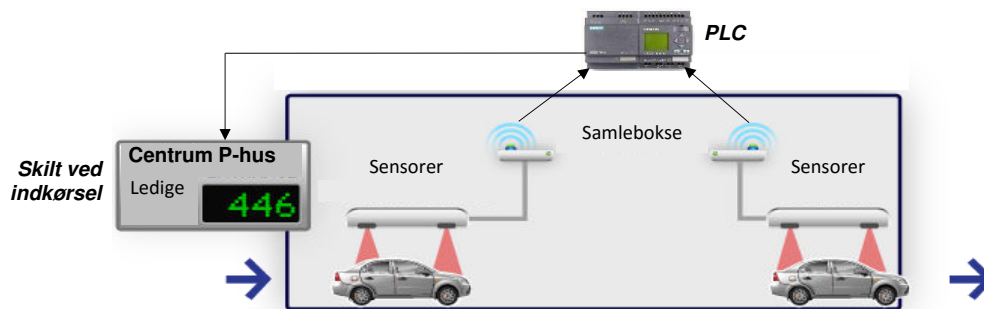 PLC
Samlebokse
Centrum P-hus
Skilt ved
indkørsel
Ledige
446
Sensorer
Sensorer